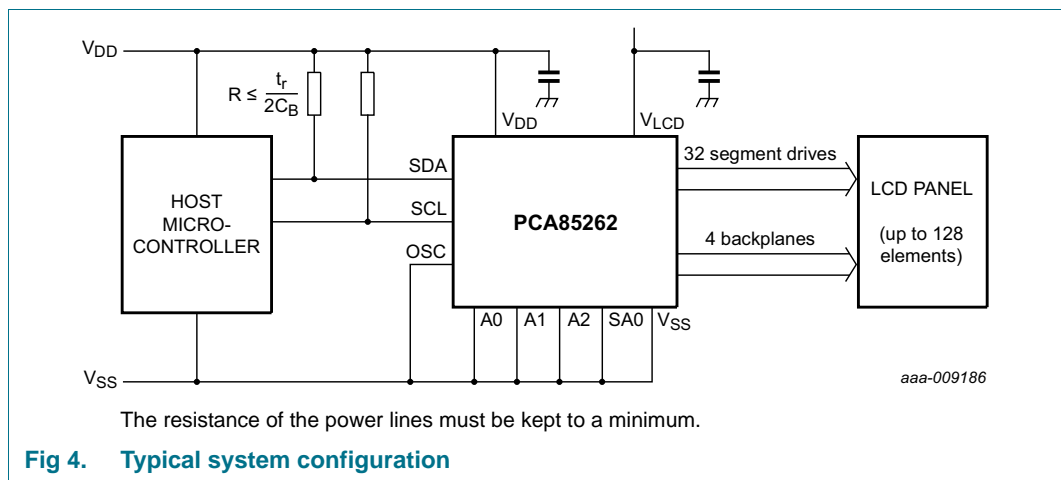 VDD
R ≤ tr
2CB
VDD
VLCD
HOST
MICRO-
CONTROLLER
SDA
SCL
OSC
PCA85262
32 segment drives
4 backplanes
LCD PANEL
(up to 128
elements)
A0 A1 A2 SA0 VSS
VSS
aaa-009186
The resistance of the power lines must be kept to a minimum.
Fig 4. Typical system configuration